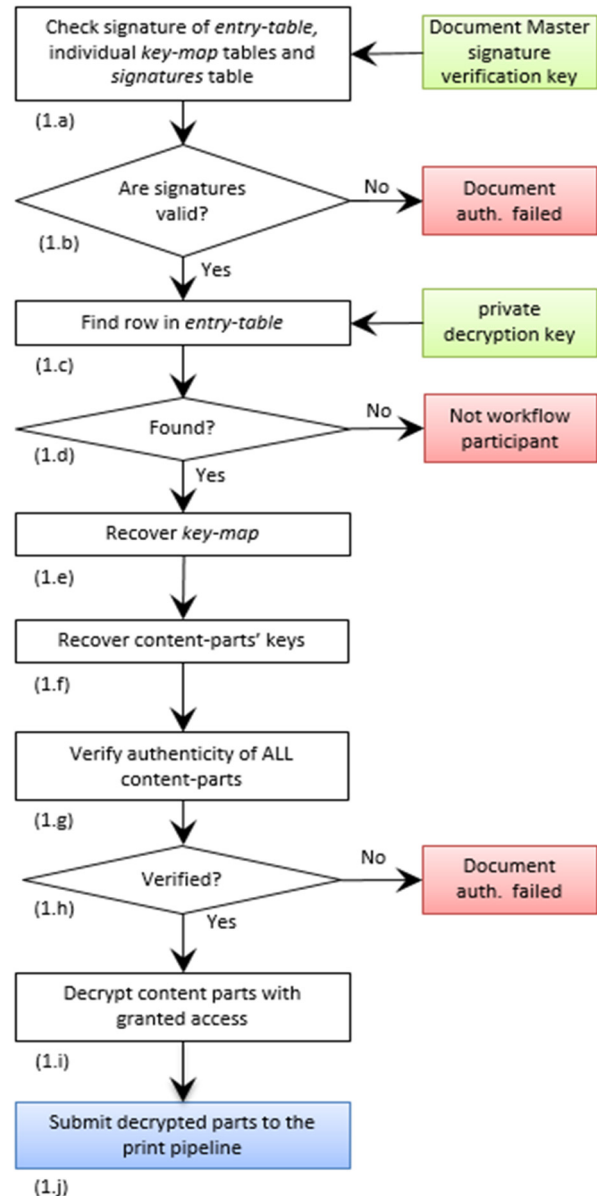 Check signature of entry-table,
individual key-map tables and
signatures table
Document Master
signature
verification key
(1.a)
Are signatures
valid?
No
Document
auth. failed
(1.b)
Yes
Find row in entry-table
private
decryption key
(1.c)
Found?
No
Not workflow
participant
(1.d)
Yes
Recover key-map
(1.e)
Recover content-parts’ keys
(1.f)
Verify authenticity of ALL
content-parts
(1.g)
Verified?
No
Document
auth. failed
(1.h)
Yes
Decrypt content parts with
granted access
(1.i)
Submit decrypted parts to the
print pipeline
(1.j)